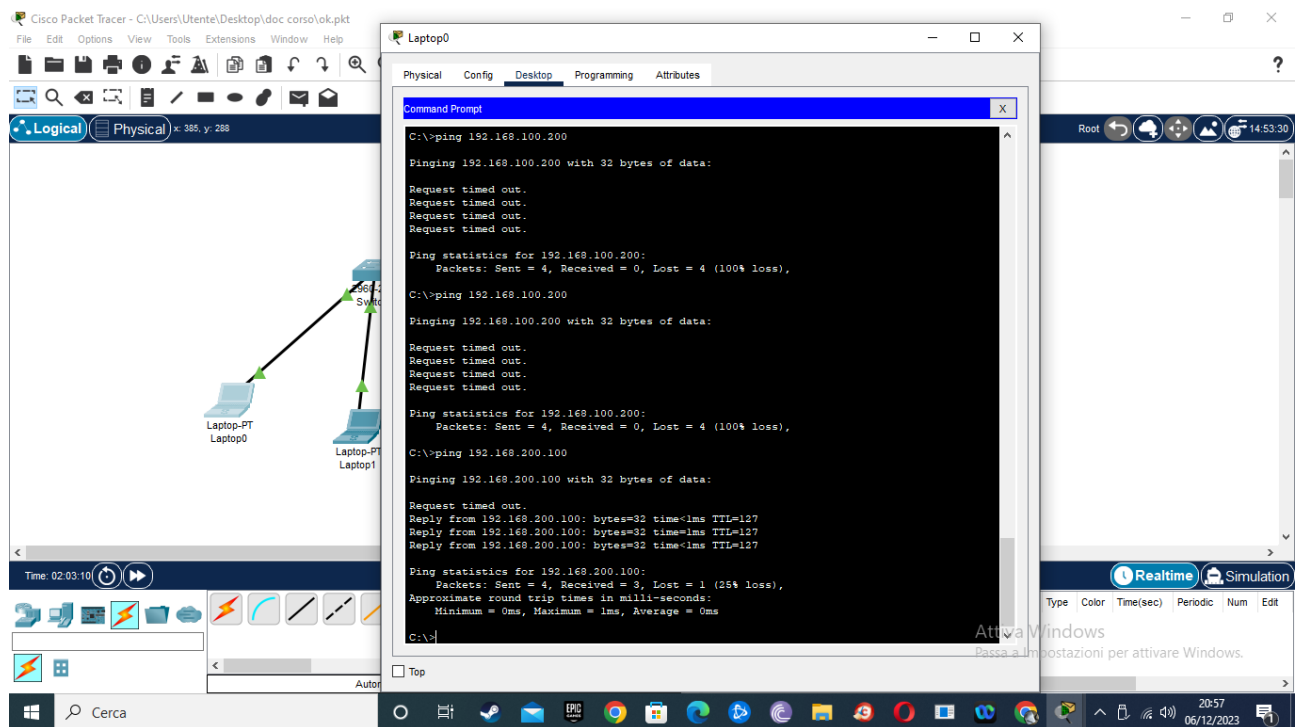 Cisco Packet Tracer - C:\Users\Utente\Desktop\doc corso\ok.pkt
File Edit Options View Tools Extensions Window Help
?
Logical Physical x: 385, y: 288
Root 14:53:30
2960-2
Switc
Laptop-PT
Laptop0
Laptop-PT
Laptop1
Time: 02:03:10
Realtime Simulation
Type Color Time(sec) Periodic Num Edit
Autor
Laptop0
Physical Config Desktop Programming Attributes
Command Prompt X
C:\>ping 192.168.100.200
Pinging 192.168.100.200 with 32 bytes of data:
Request timed out.
Request timed out.
Request timed out.
Request timed out.
Ping statistics for 192.168.100.200:
Packets: Sent = 4, Received = 0, Lost = 4 (100% loss),
C:\>ping 192.168.100.200
Pinging 192.168.100.200 with 32 bytes of data:
Request timed out.
Request timed out.
Request timed out.
Request timed out.
Ping statistics for 192.168.100.200:
Packets: Sent = 4, Received = 0, Lost = 4 (100% loss),
C:\>ping 192.168.200.100
Pinging 192.168.200.100 with 32 bytes of data:
Request timed out.
Reply from 192.168.200.100: bytes=32 time<1ms TTL=127
Reply from 192.168.200.100: bytes=32 time=1ms TTL=127
Reply from 192.168.200.100: bytes=32 time<1ms TTL=127
Ping statistics for 192.168.200.100:
Packets: Sent = 4, Received = 3, Lost = 1 (25% loss),
Approximate round trip times in milli-seconds:
Minimum = 0ms, Maximum = 1ms, Average = 0ms
C:\>
Top
Attiva Windows
Passa a Impostazioni per attivare Windows.
Cerca
EPIC GAMES
20:57
06/12/2023
1